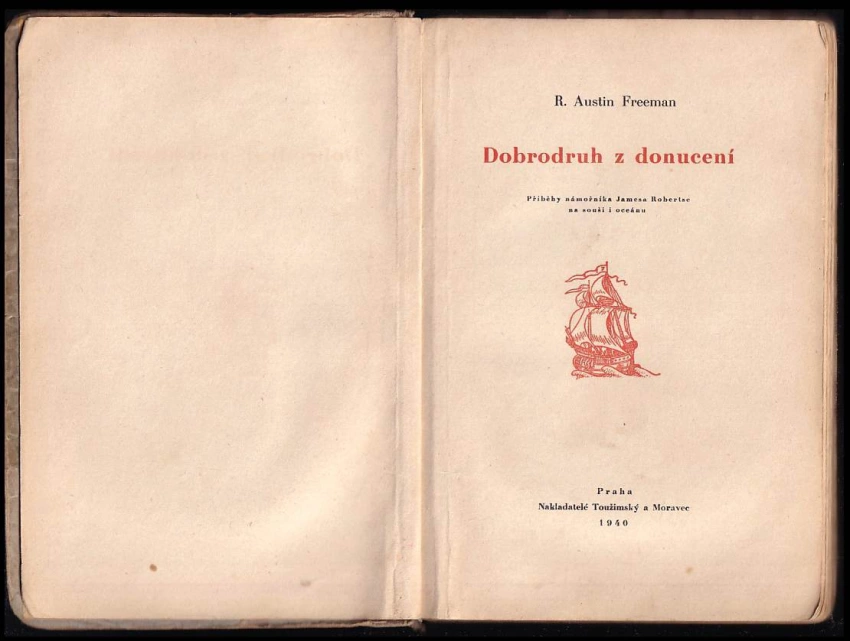 R. Austin Freeman
Dobrodruh z donucení
Příběhy námořníka Jamesa Robertse
na souši i oceánu
Praha
Nakladatelé Toužimský a Moravec
1940